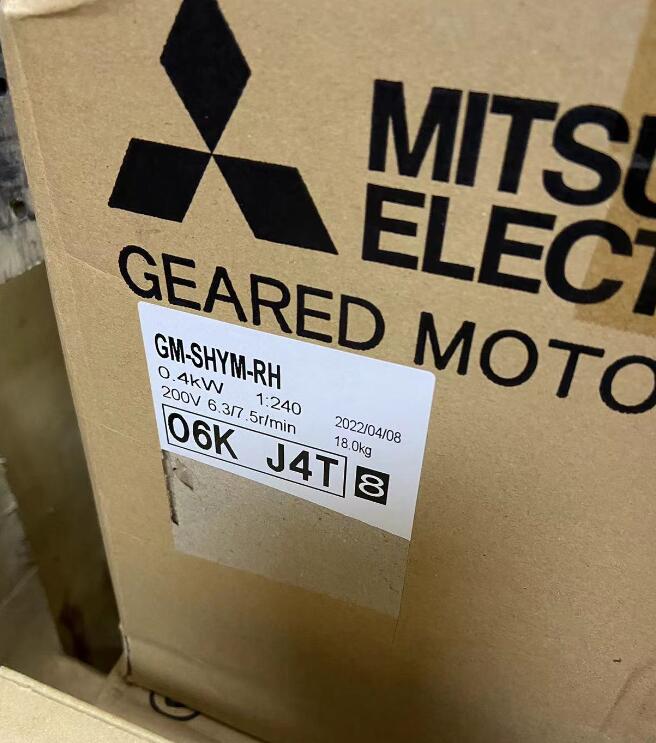 MITSU
ELECT
GEARED MOTO
GM-SHYM-RH
0.4kW 1:240
200V 6.3/7.5r/min
2022/04/08
18.0kg
06K J4T 8